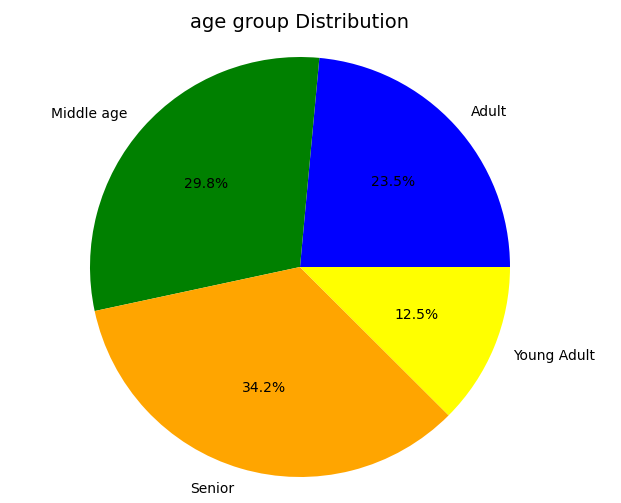 age group Distribution
Adult
Middle age
23.5%
29.8%
12.5%
Young Adult
34.2%
Senior